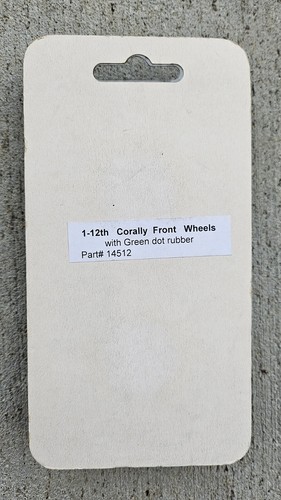 1-12th Corally Front Wheels
with Green dot rubber
Part# 14512